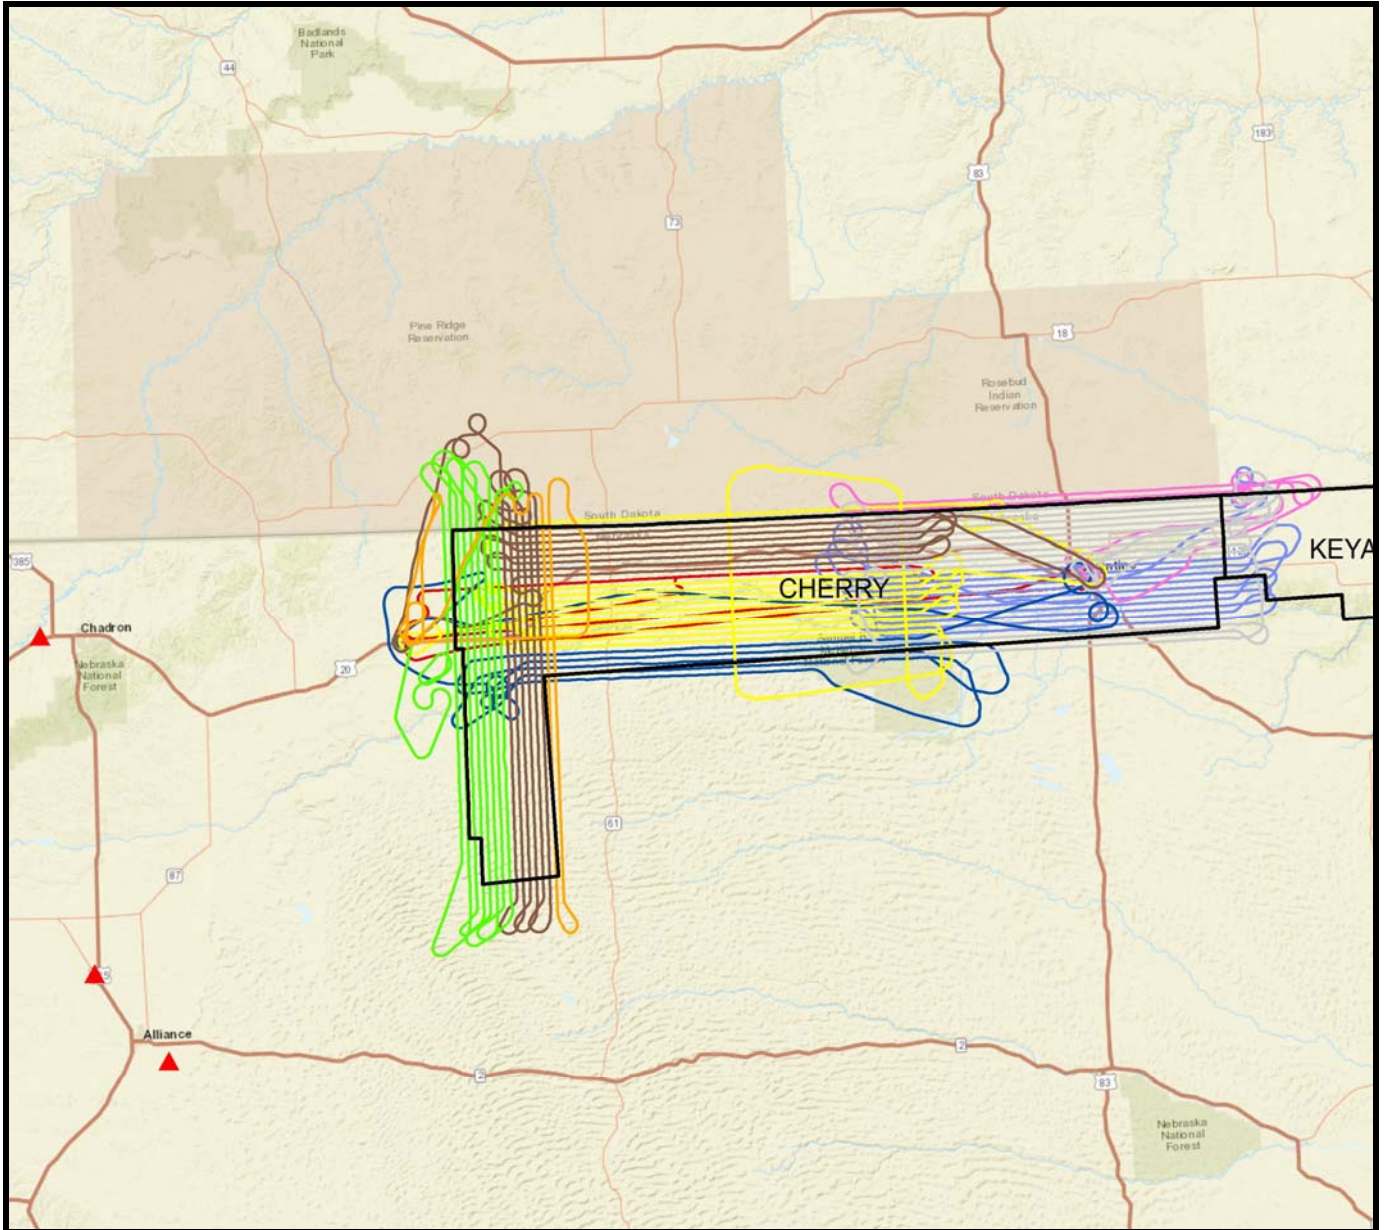 Badlands
National
Park
44
183
83
73
Pine Ridge
Reservation
18
Rosebud
Indian
Reservation
South Dakota
South Dakota
385
KEYA
CHERRY
Chadron
Nebraska
National
Forest
20
61
87
Alliance
2
2
83
Nebraska
National
Forest